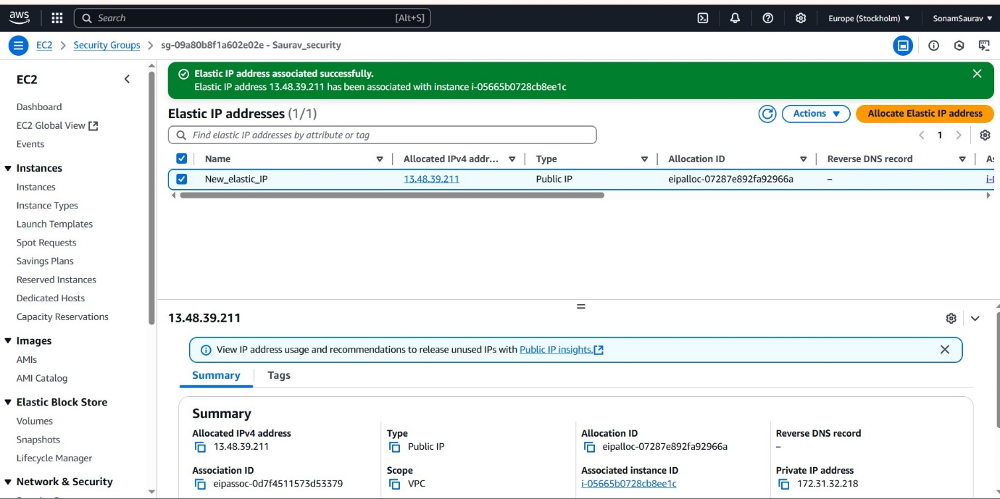 aws
Search [Alt+S]
Europe (Stockholm)
SonamSaurav
EC2 > Security Groups > sg-09a80b8f1a602e02e - Saurav_security
EC2
Dashboard
EC2 Global View
Events
Instances
Instances
Instance Types
Launch Templates
Spot Requests
Savings Plans
Reserved Instances
Dedicated Hosts
Capacity Reservations
Images
AMIs
AMI Catalog
Elastic Block Store
Volumes
Snapshots
Lifecycle Manager
Network & Security
Elastic IP address associated successfully.
Elastic IP address 13.48.39.211 has been associated with instance i-05665b0728cb8ee1c
Elastic IP addresses (1/1)
Actions
Allocate Elastic IP address
Find elastic IP addresses by attribute or tag
1
Name Allocated IPv4 addr... Type Allocation ID Reverse DNS record
New_elastic_IP 13.48.39.211 Public IP eipalloc-07287e892fa92966a –
13.48.39.211
View IP address usage and recommendations to release unused IPs with Public IP insights.
Summary Tags
Summary
Allocated IPv4 address
13.48.39.211
Type
Public IP
Allocation ID
eipalloc-07287e892fa92966a
Reverse DNS record
–
Association ID
eipassoc-0d7f4511573d53379
Scope
VPC
Associated instance ID
i-05665b0728cb8ee1c
Private IP address
172.31.32.218